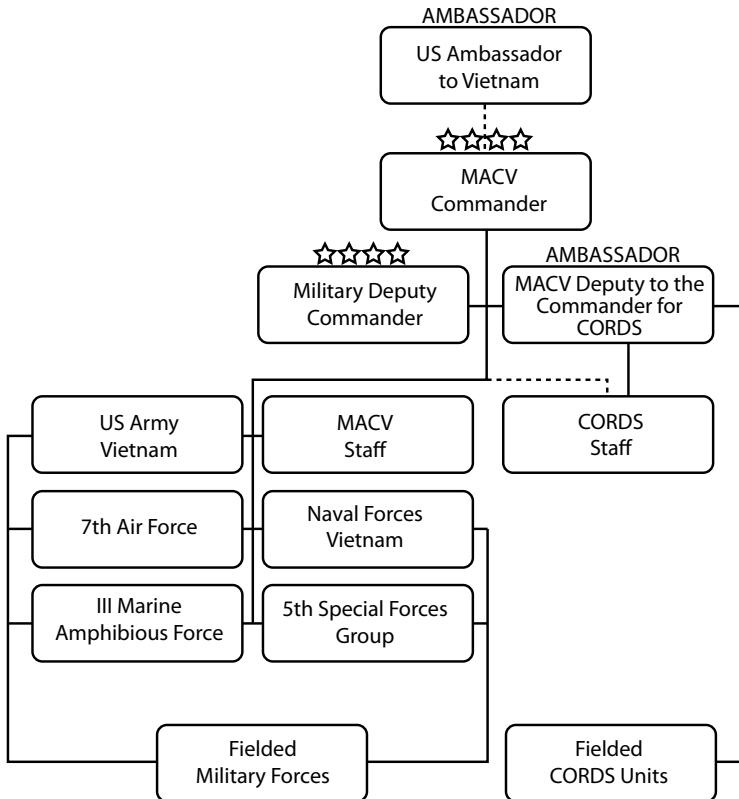 AMBASSADOR
US Ambassador
to Vietnam
MACV
Commander
Military Deputy
Commander
AMBASSADOR
MACV Deputy to the
Commander for
CORDS
US Army
Vietnam
MACV
Staff
CORDS
Staff
7th Air Force
Naval Forces
Vietnam
III Marine
Amphibious Force
5th Special Forces
Group
Fielded
Military Forces
Fielded
CORDS Units